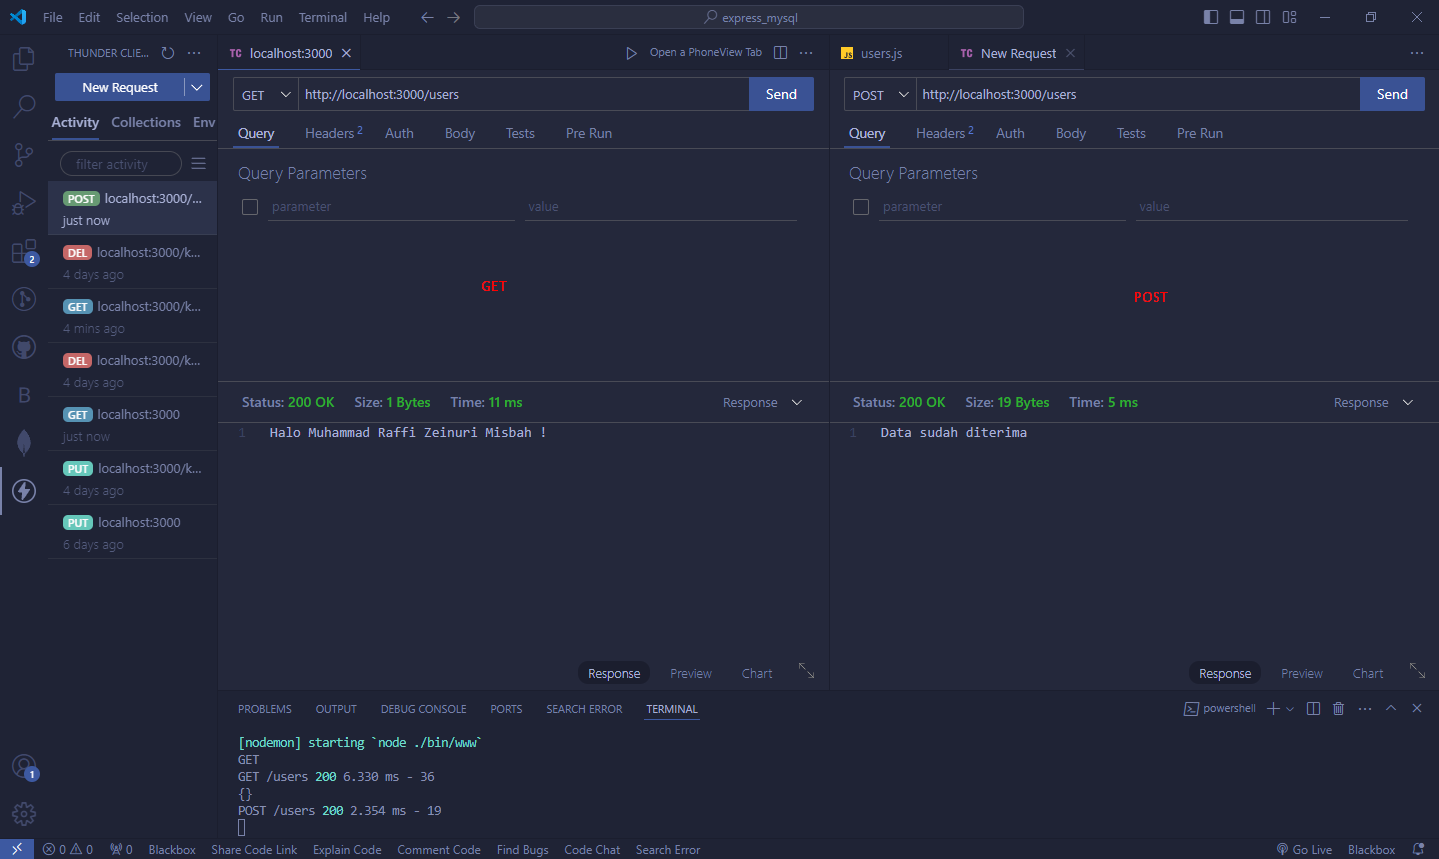 File Edit Selection View Go Run Terminal Help express_mysql
THUNDER CLIE...
New Request
Activity Collections Env
filter activity
POST localhost:3000/...
just now
DEL localhost:3000/k...
4 days ago
GET localhost:3000/k...
4 mins ago
DEL localhost:3000/k...
4 days ago
GET localhost:3000
just now
PUT localhost:3000/k...
4 days ago
PUT localhost:3000
6 days ago
2
B
1
TC localhost:3000 Open a PhoneView Tab
GET http://localhost:3000/users Send
Query Headers 2 Auth Body Tests Pre Run
Query Parameters
parameter value
GET
Status: 200 OK Size: 1 Bytes Time: 11 ms Response
1 Halo Muhammad Raffi Zeinuri Misbah !
Response Preview Chart
JS users.js TC New Request
POST http://localhost:3000/users Send
Query Headers 2 Auth Body Tests Pre Run
Query Parameters
parameter value
POST
Status: 200 OK Size: 19 Bytes Time: 5 ms Response
1 Data sudah diterima
Response Preview Chart
PROBLEMS OUTPUT DEBUG CONSOLE PORTS SEARCH ERROR TERMINAL powershell
[nodemon] starting `node ./bin/www`
GET
GET /users 200 6.330 ms - 36
{}
POST /users 200 2.354 ms - 19
0 0 0 Blackbox Share Code Link Explain Code Comment Code Find Bugs Code Chat Search Error Go Live Blackbox